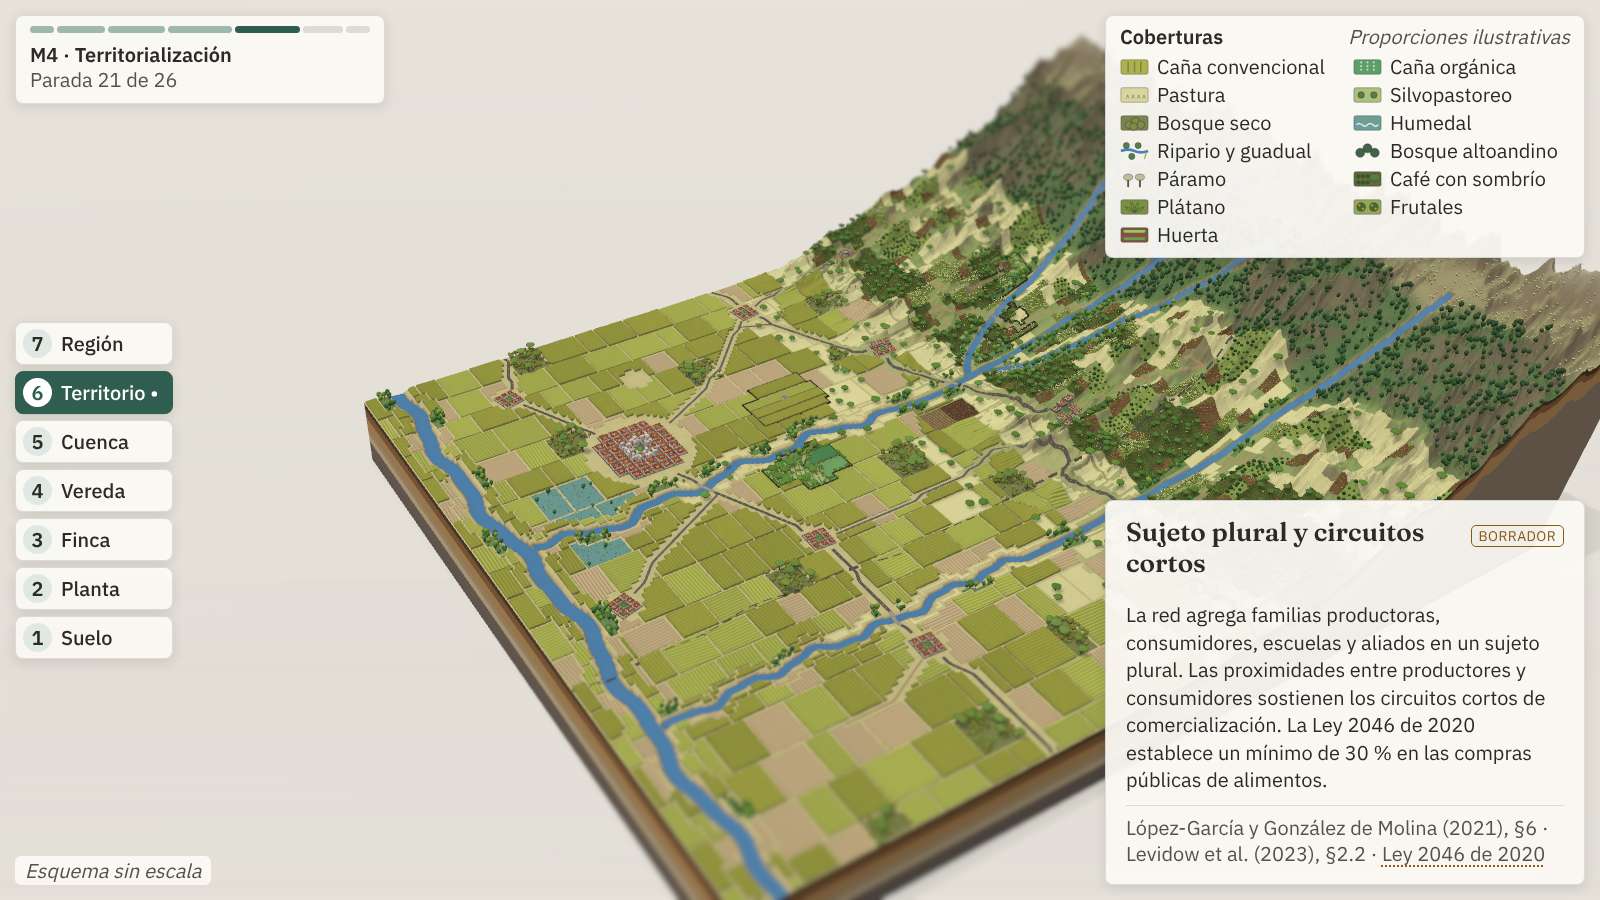 M4 · Territorialización
Parada 21 de 26
Coberturas
Proporciones ilustrativas
Caña convencional
Caña orgánica
Pastura
Silvopastoreo
Bosque seco
Humedal
Ripario y guadual
Bosque altoandino
Páramo
Café con sombrío
Plátano
Frutales
Huerta
7 Región
6 Territorio •
5 Cuenca
4 Vereda
3 Finca
2 Planta
1 Suelo
Sujeto plural y circuitos
cortos
BORRADOR
La red agrega familias productoras,
consumidores, escuelas y aliados en un sujeto
plural. Las proximidades entre productores y
consumidores sostienen los circuitos cortos de
comercialización. La Ley 2046 de 2020
establece un mínimo de 30 % en las compras
públicas de alimentos.
López-García y González de Molina (2021), §6 ·
Levidow et al. (2023), §2.2 · Ley 2046 de 2020
Esquema sin escala